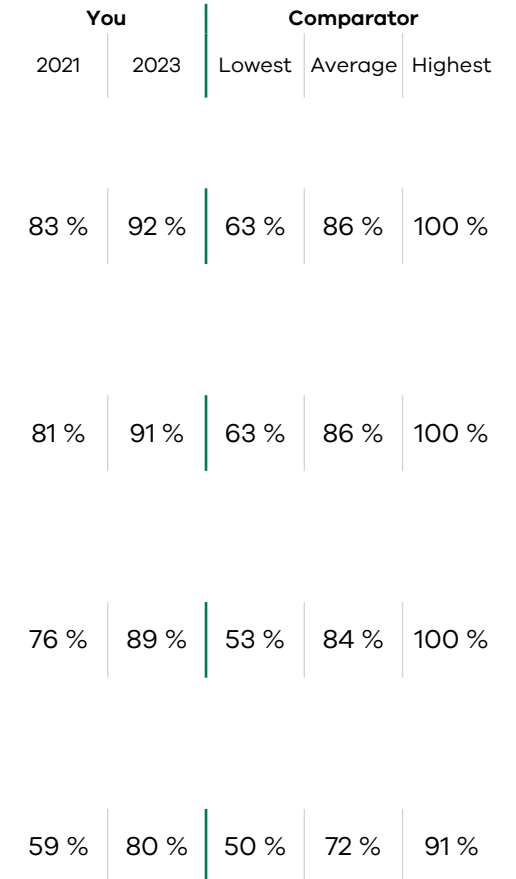 You Comparator
2021 2023 Lowest Average Highest
83 % 92 % 63 % 86 % 100 %
81 % 91 % 63 % 86 % 100 %
76 % 89 % 53 % 84 % 100 %
59 % 80 % 50 % 72 % 91 %